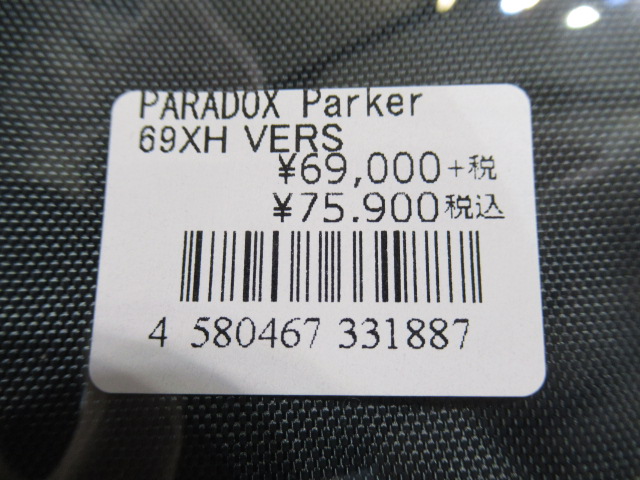 PARADOX Parker
69XH VERS
¥69,000+税
¥75.900税込
4 580467 331887